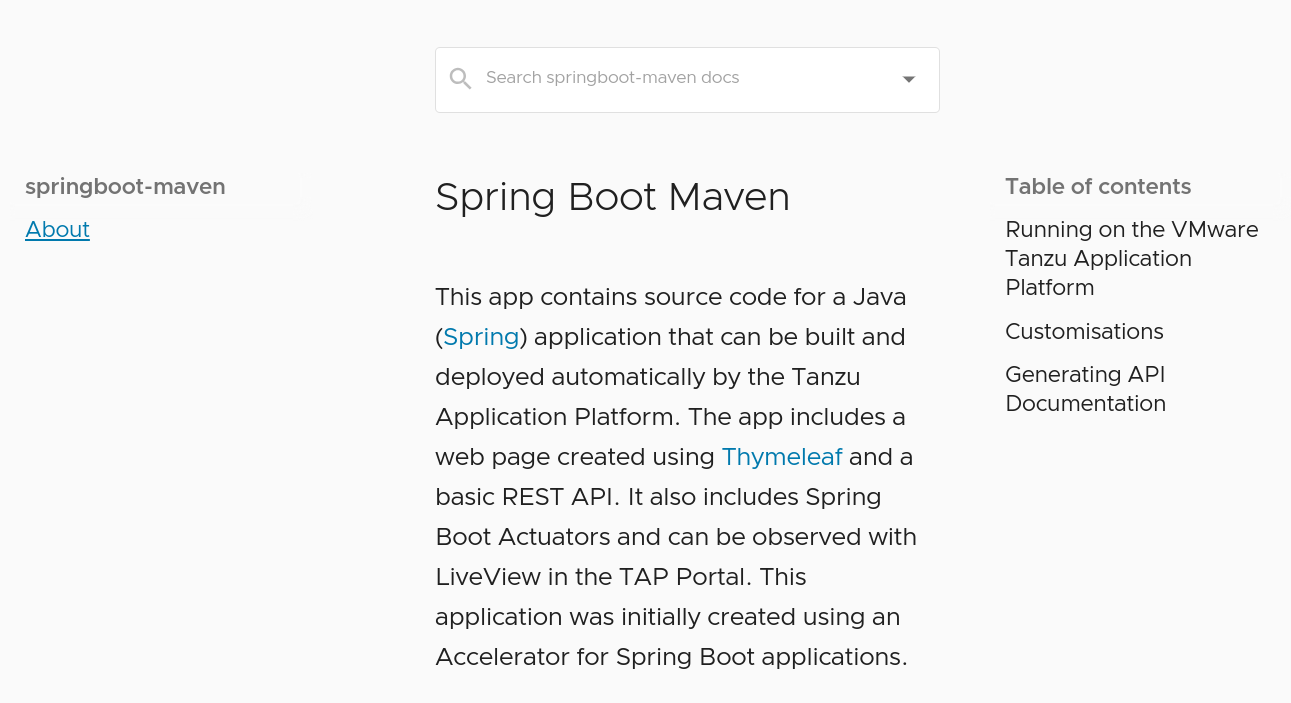 Search springboot-maven docs
springboot-maven
About
Spring Boot Maven
This app contains source code for a Java
(Spring) application that can be built and
deployed automatically by the Tanzu
Application Platform. The app includes a
web page created using Thymeleaf and a
basic REST API. It also includes Spring
Boot Actuators and can be observed with
LiveView in the TAP Portal. This
application was initially created using an
Accelerator for Spring Boot applications.
Table of contents
Running on the VMware
Tanzu Application
Platform
Customisations
Generating API
Documentation